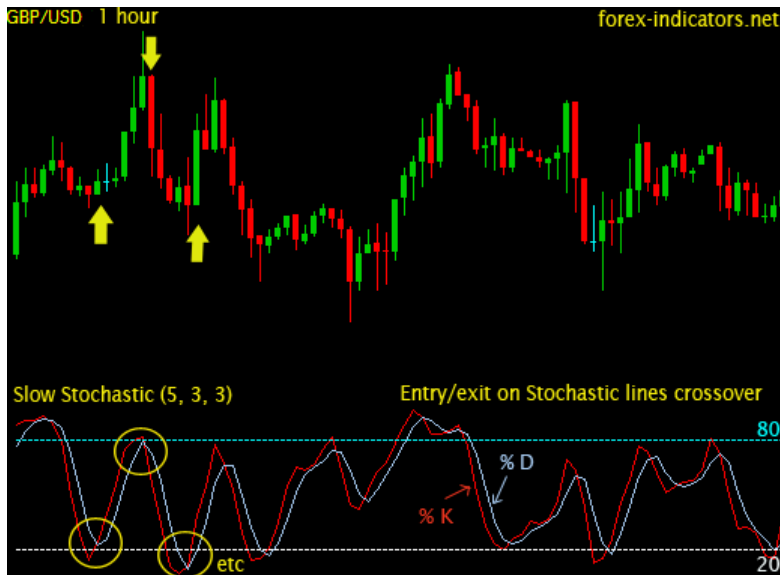 GBP/USD 1 hour
forex-indicators.net
Slow Stochastic (5, 3, 3)
Entry/exit on Stochastic lines crossover
80
% D
% K
etc
20